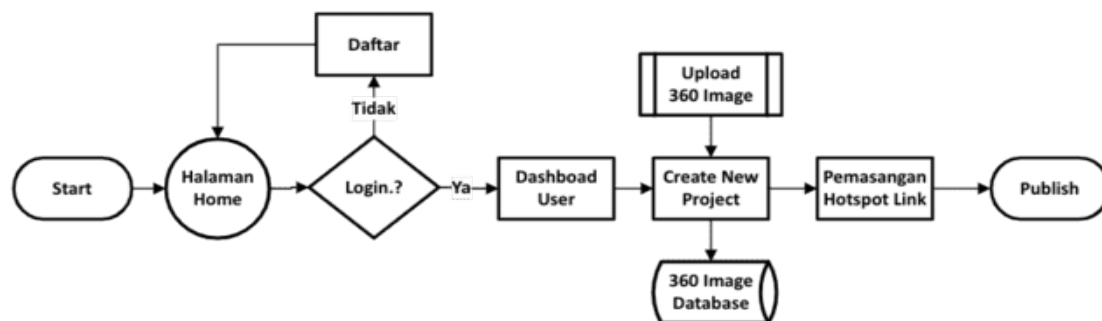 Daftar
Upload
360 Image
Tidak
Start
Halaman
Home
Login.?
Ya
Dashboad
User
Create New
Project
Pemasangan
Hotspot Link
Publish
360 Image
Database